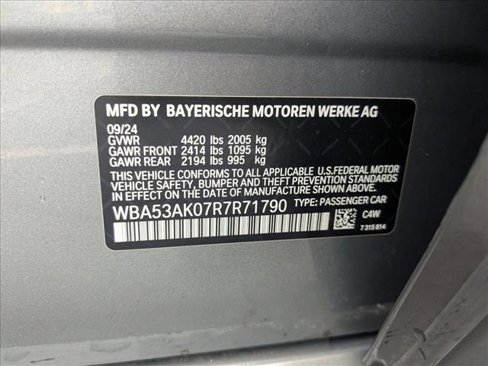 MFD BY BAYERISCHE MOTOREN WERKE AG
09/24
GVWR 4420 lbs 2005 kg
GAWR FRONT 2414 lbs 1095 kg
GAWR REAR 2194 lbs 995 kg
THIS VEHICLE CONFORMS TO ALL APPLICABLE U.S.FEDERAL MOTOR
VEHICLE SAFETY, BUMPER AND THEFT PREVENTION STANDARDS IN
EFFECT ON THE DATE OF MANUFACTURE SHOWN ABOVE.
WBA53AK07R7R71790 TYPE: PASSENGER CAR
C4W
7 315 814